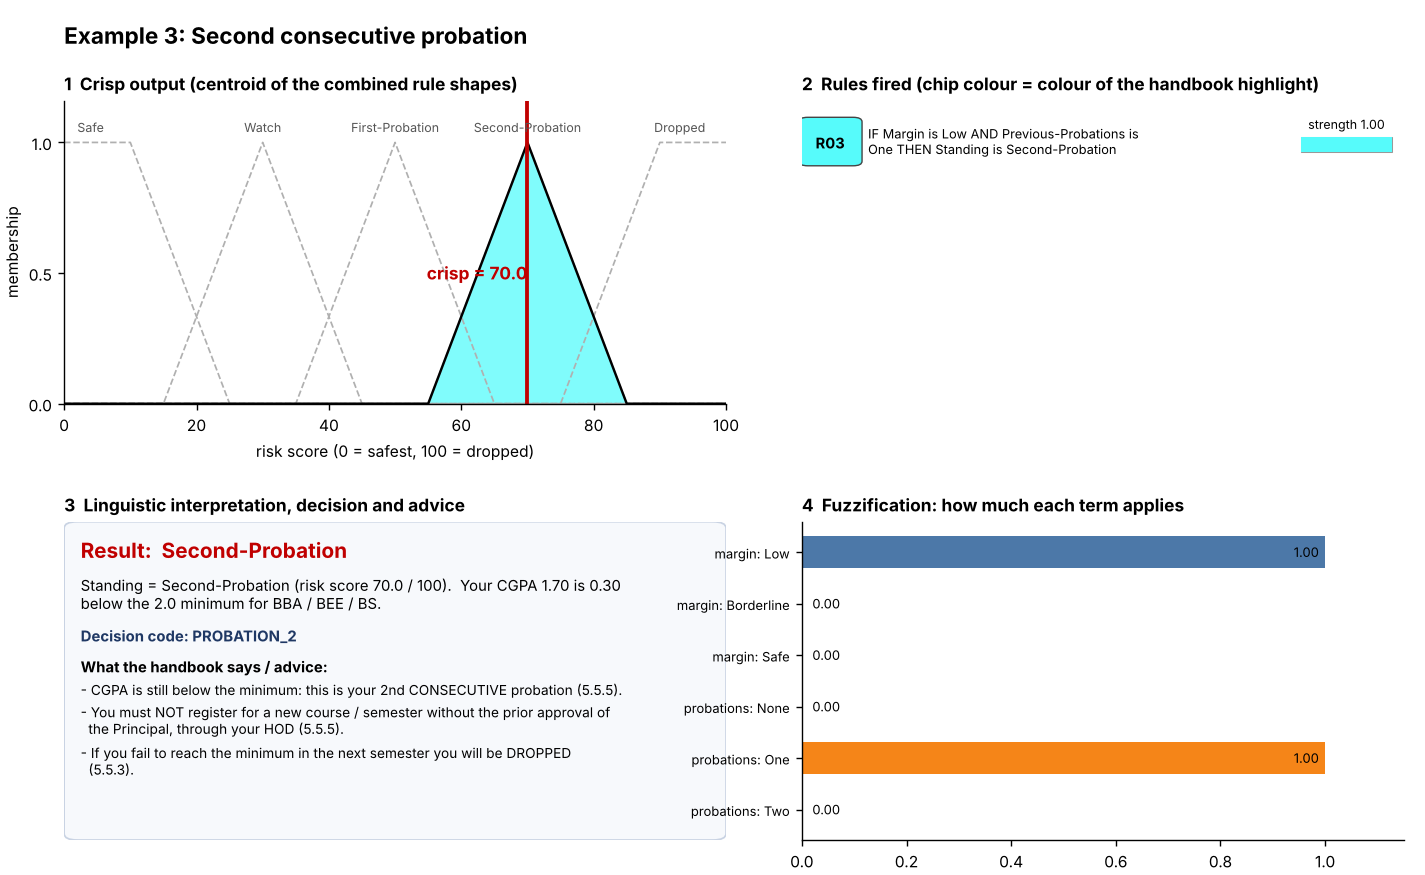 Example 3: Second consecutive probation
1 Crisp output (centroid of the combined rule shapes)
Safe
Watch
First-Probation
Second-Probation
Dropped
1.0
0.5
0.0
membership
crisp = 70.0
0
20
40
60
80
100
risk score (0 = safest, 100 = dropped)
2 Rules fired (chip colour = colour of the handbook highlight)
R03
IF Margin is Low AND Previous-Probations is
One THEN Standing is Second-Probation
strength 1.00
3 Linguistic interpretation, decision and advice
Result: Second-Probation
Standing = Second-Probation (risk score 70.0 / 100). Your CGPA 1.70 is 0.30
below the 2.0 minimum for BBA / BEE / BS.
Decision code: PROBATION_2
What the handbook says / advice:
- CGPA is still below the minimum: this is your 2nd CONSECUTIVE probation (5.5.5).
- You must NOT register for a new course / semester without the prior approval of
the Principal, through your HOD (5.5.5).
- If you fail to reach the minimum in the next semester you will be DROPPED
(5.5.3).
4 Fuzzification: how much each term applies
margin: Low
1.00
margin: Borderline
0.00
margin: Safe
0.00
probations: None
0.00
probations: One
1.00
probations: Two
0.00
0.0
0.2
0.4
0.6
0.8
1.0